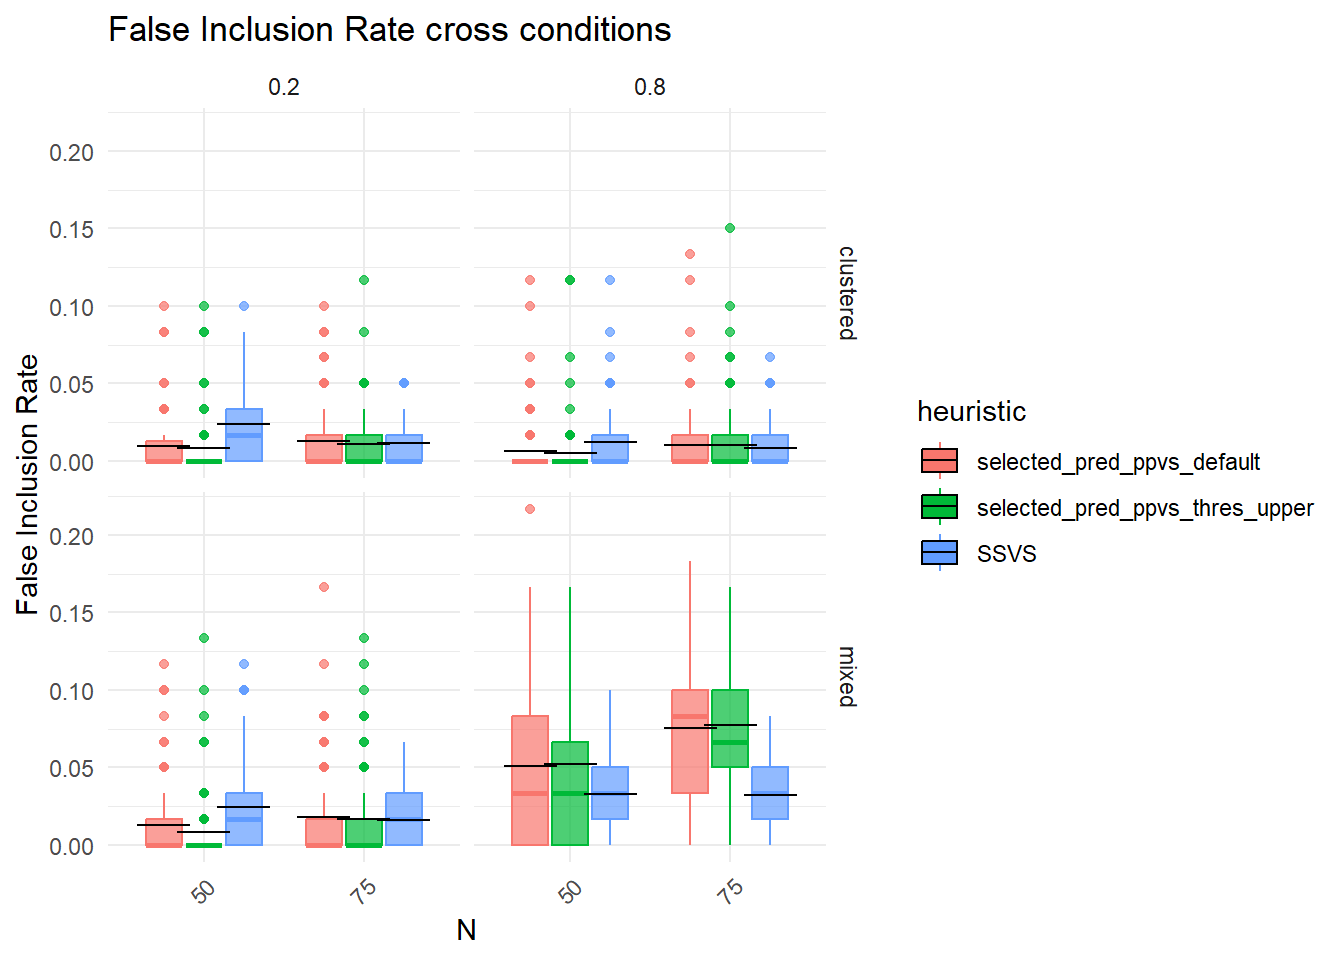 False Inclusion Rate cross conditions
0.2
0.8
0.20
0.15
0.10
0.05
0.00
clustered
0.20
0.15
0.10
0.05
0.00
mixed
False Inclusion Rate
50
75
50
75
N
heuristic
selected_pred_ppvs_default
selected_pred_ppvs_thres_upper
SSVS